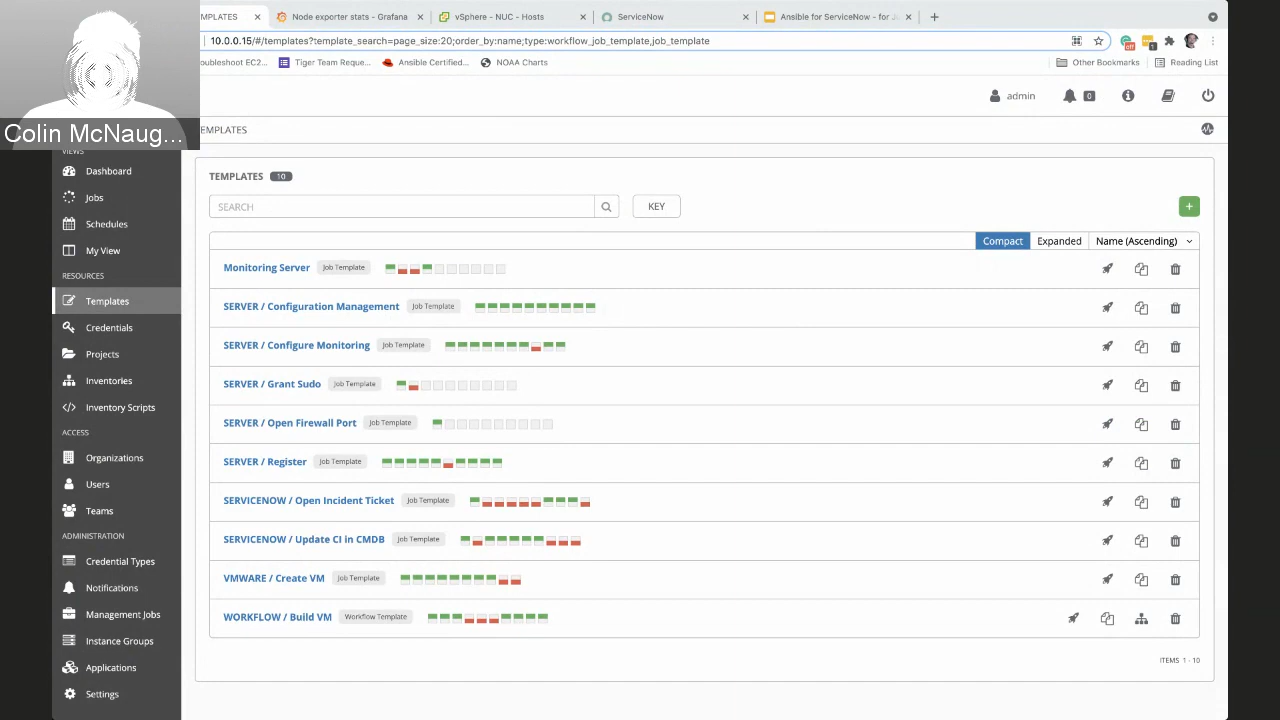 TEMPLATES
Node exporter stats - Grafana
vSphere - NUC - Hosts
ServiceNow
Ansible for ServiceNow - for
10.0.0.15/#/templates?template_search=page_size:20;order_by:name;type:workflow_job_template,job_template
oubleshoot EC2...
Tiger Team Reque...
Ansible Certified...
NOAA Charts
Other Bookmarks
Reading List
Colin McNaug...
admin
0
TEMPLATES
VIEWS
Dashboard
Jobs
Schedules
My View
RESOURCES
Templates
Credentials
Projects
Inventories
Inventory Scripts
ACCESS
Organizations
Users
Teams
ADMINISTRATION
Credential Types
Notifications
Management Jobs
Instance Groups
Applications
Settings
TEMPLATES 10
SEARCH
KEY
Compact Expanded Name (Ascending)
Monitoring Server Job Template
SERVER / Configuration Management Job Template
SERVER / Configure Monitoring Job Template
SERVER / Grant Sudo Job Template
SERVER / Open Firewall Port Job Template
SERVER / Register Job Template
SERVICENOW / Open Incident Ticket Job Template
SERVICENOW / Update CI in CMDB Job Template
VMWARE / Create VM Job Template
WORKFLOW / Build VM Workflow Template
ITEMS 1 - 10